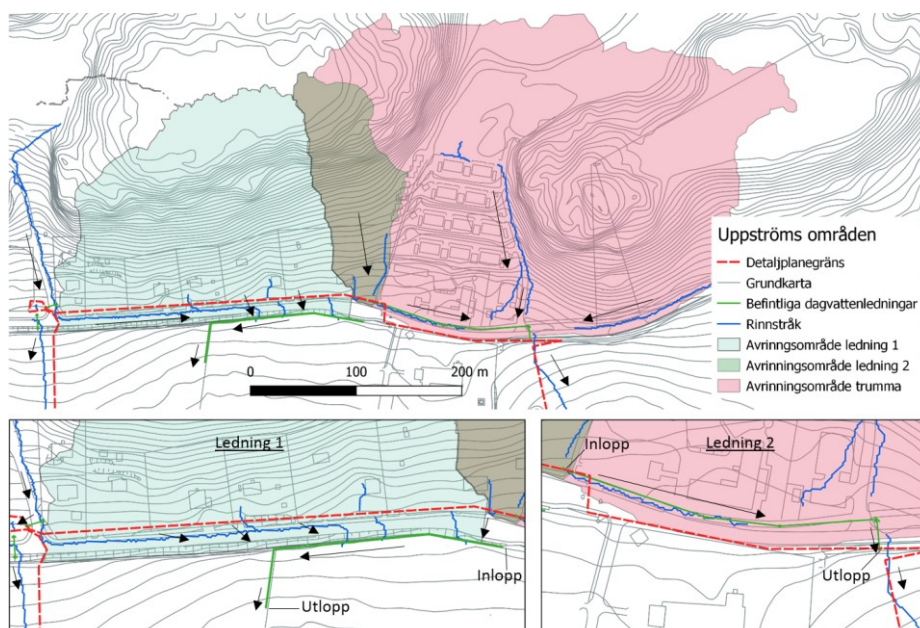 Uppströms områden
Detaljplanegräns
Grundkarta
Befintliga dagvattenledningar
Rinnstråk
Avrinngsområde ledning 1
Avrinningsområde ledning 2
Avrinningsområde trumma
0 100 200 m
Ledning 1
Inlopp
Utlopp
Inlopp
Ledning 2
Utlopp